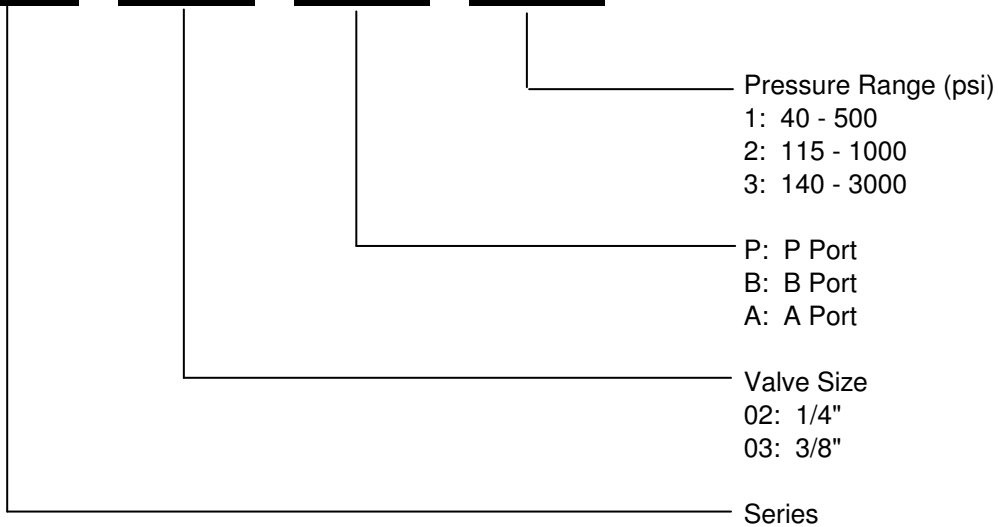 Pressure Range (psi)
1: 40 - 500
2: 115 - 1000
3: 140 - 3000
P: P Port
B: B Port
A: A Port
Valve Size
02: 1/4"
03: 3/8"
Series